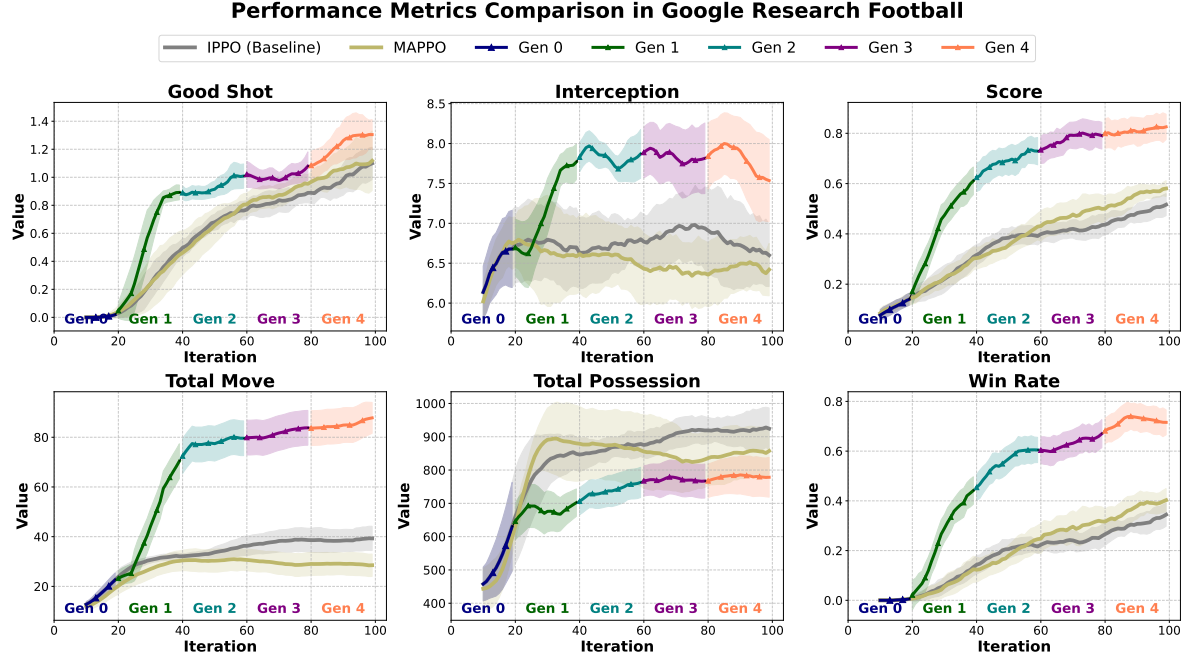 Performance Metrics Comparison in Google Research Football
IPPO (Baseline) MAPPO Gen 0 Gen 1 Gen 2 Gen 3 Gen 4
Good Shot
Value
1.4
1.2
1.0
0.8
0.6
0.4
0.2
0.0
Gen 0 Gen 1 Gen 2 Gen 3 Gen 4
0 20 40 60 80 100
Iteration
Interception
Value
8.5
8.0
7.5
7.0
6.5
6.0
Gen 0 Gen 1 Gen 2 Gen 3 Gen 4
0 20 40 60 80 100
Iteration
Score
Value
0.8
0.6
0.4
0.2
Gen 0 Gen 1 Gen 2 Gen 3 Gen 4
0 20 40 60 80 100
Iteration
Total Move
Value
80
60
40
20
Gen 0 Gen 1 Gen 2 Gen 3 Gen 4
0 20 40 60 80 100
Iteration
Total Possession
Value
1000
900
800
700
600
500
400
Gen 0 Gen 1 Gen 2 Gen 3 Gen 4
0 20 40 60 80 100
Iteration
Win Rate
Value
0.8
0.6
0.4
0.2
0.0
Gen 0 Gen 1 Gen 2 Gen 3 Gen 4
0 20 40 60 80 100
Iteration